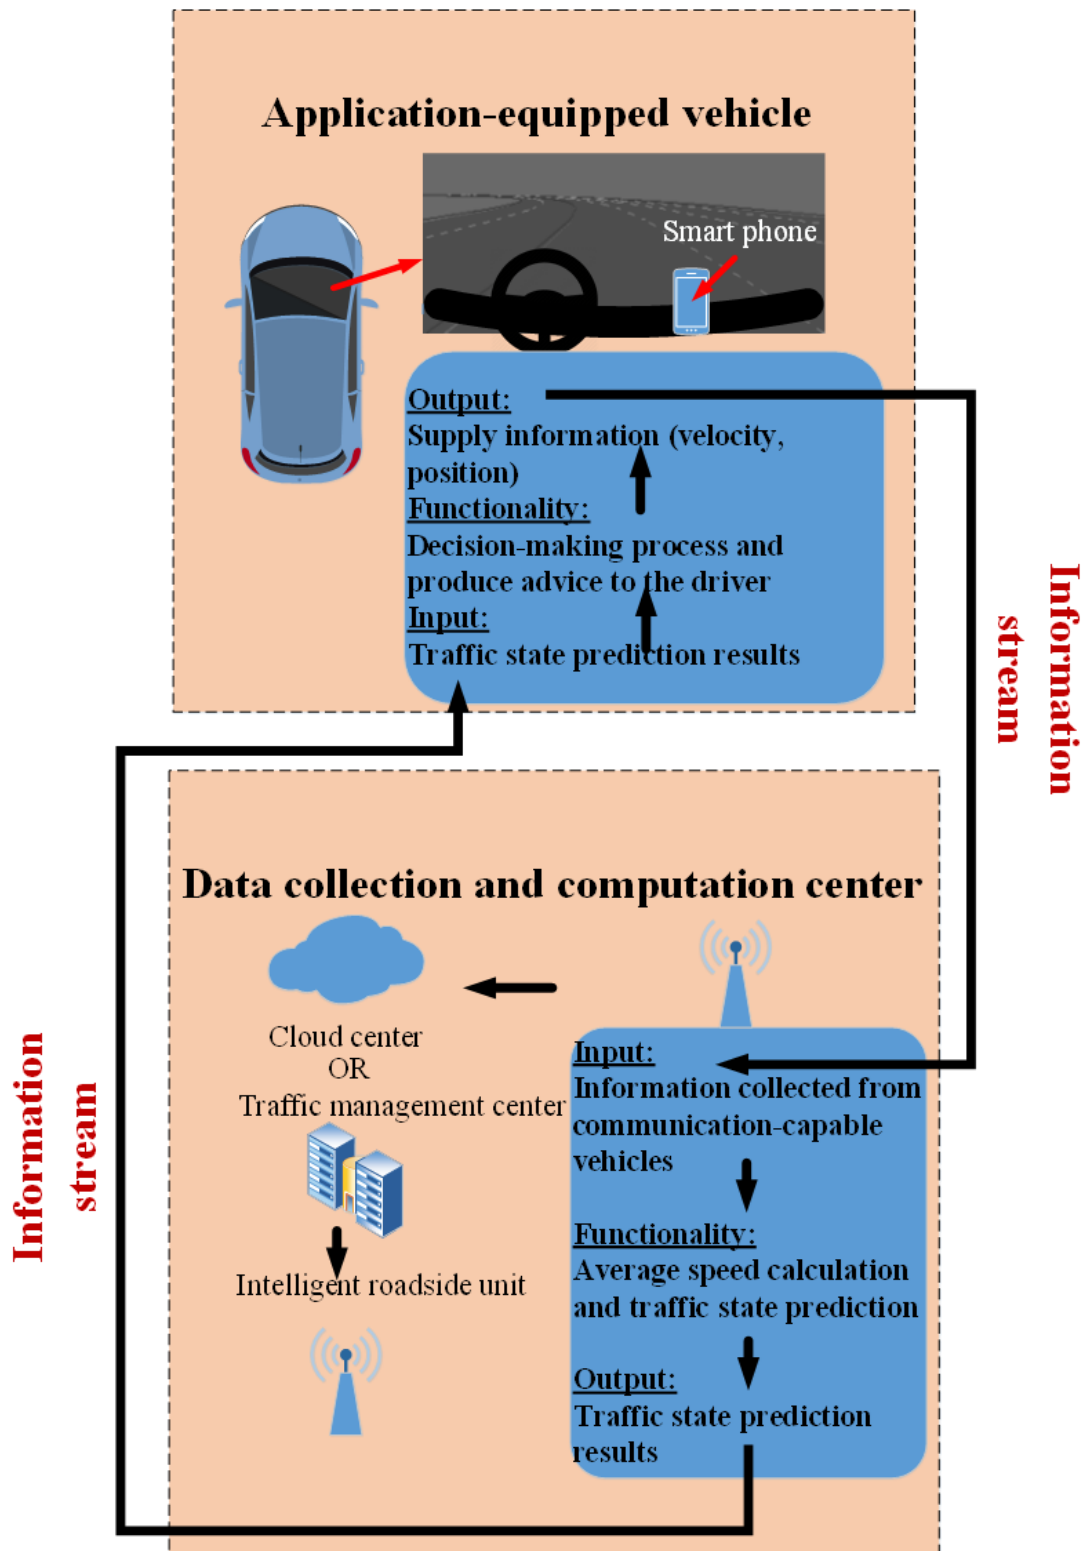 Application-equipped vehicle
Smart phone
Output:
Supply information (velocity,
position)
Functionality:
Decision-making process and
produce advice to the driver
Input:
Traffic state prediction results
Information
stream
Data collection and computation center
Cloud center
OR
Traffic management center
Intelligent roadside unit
Input:
Information collected from
communication-capable
vehicles
Functionality:
Average speed calculation
and traffic state prediction
Output:
Traffic state prediction
results
Information
stream